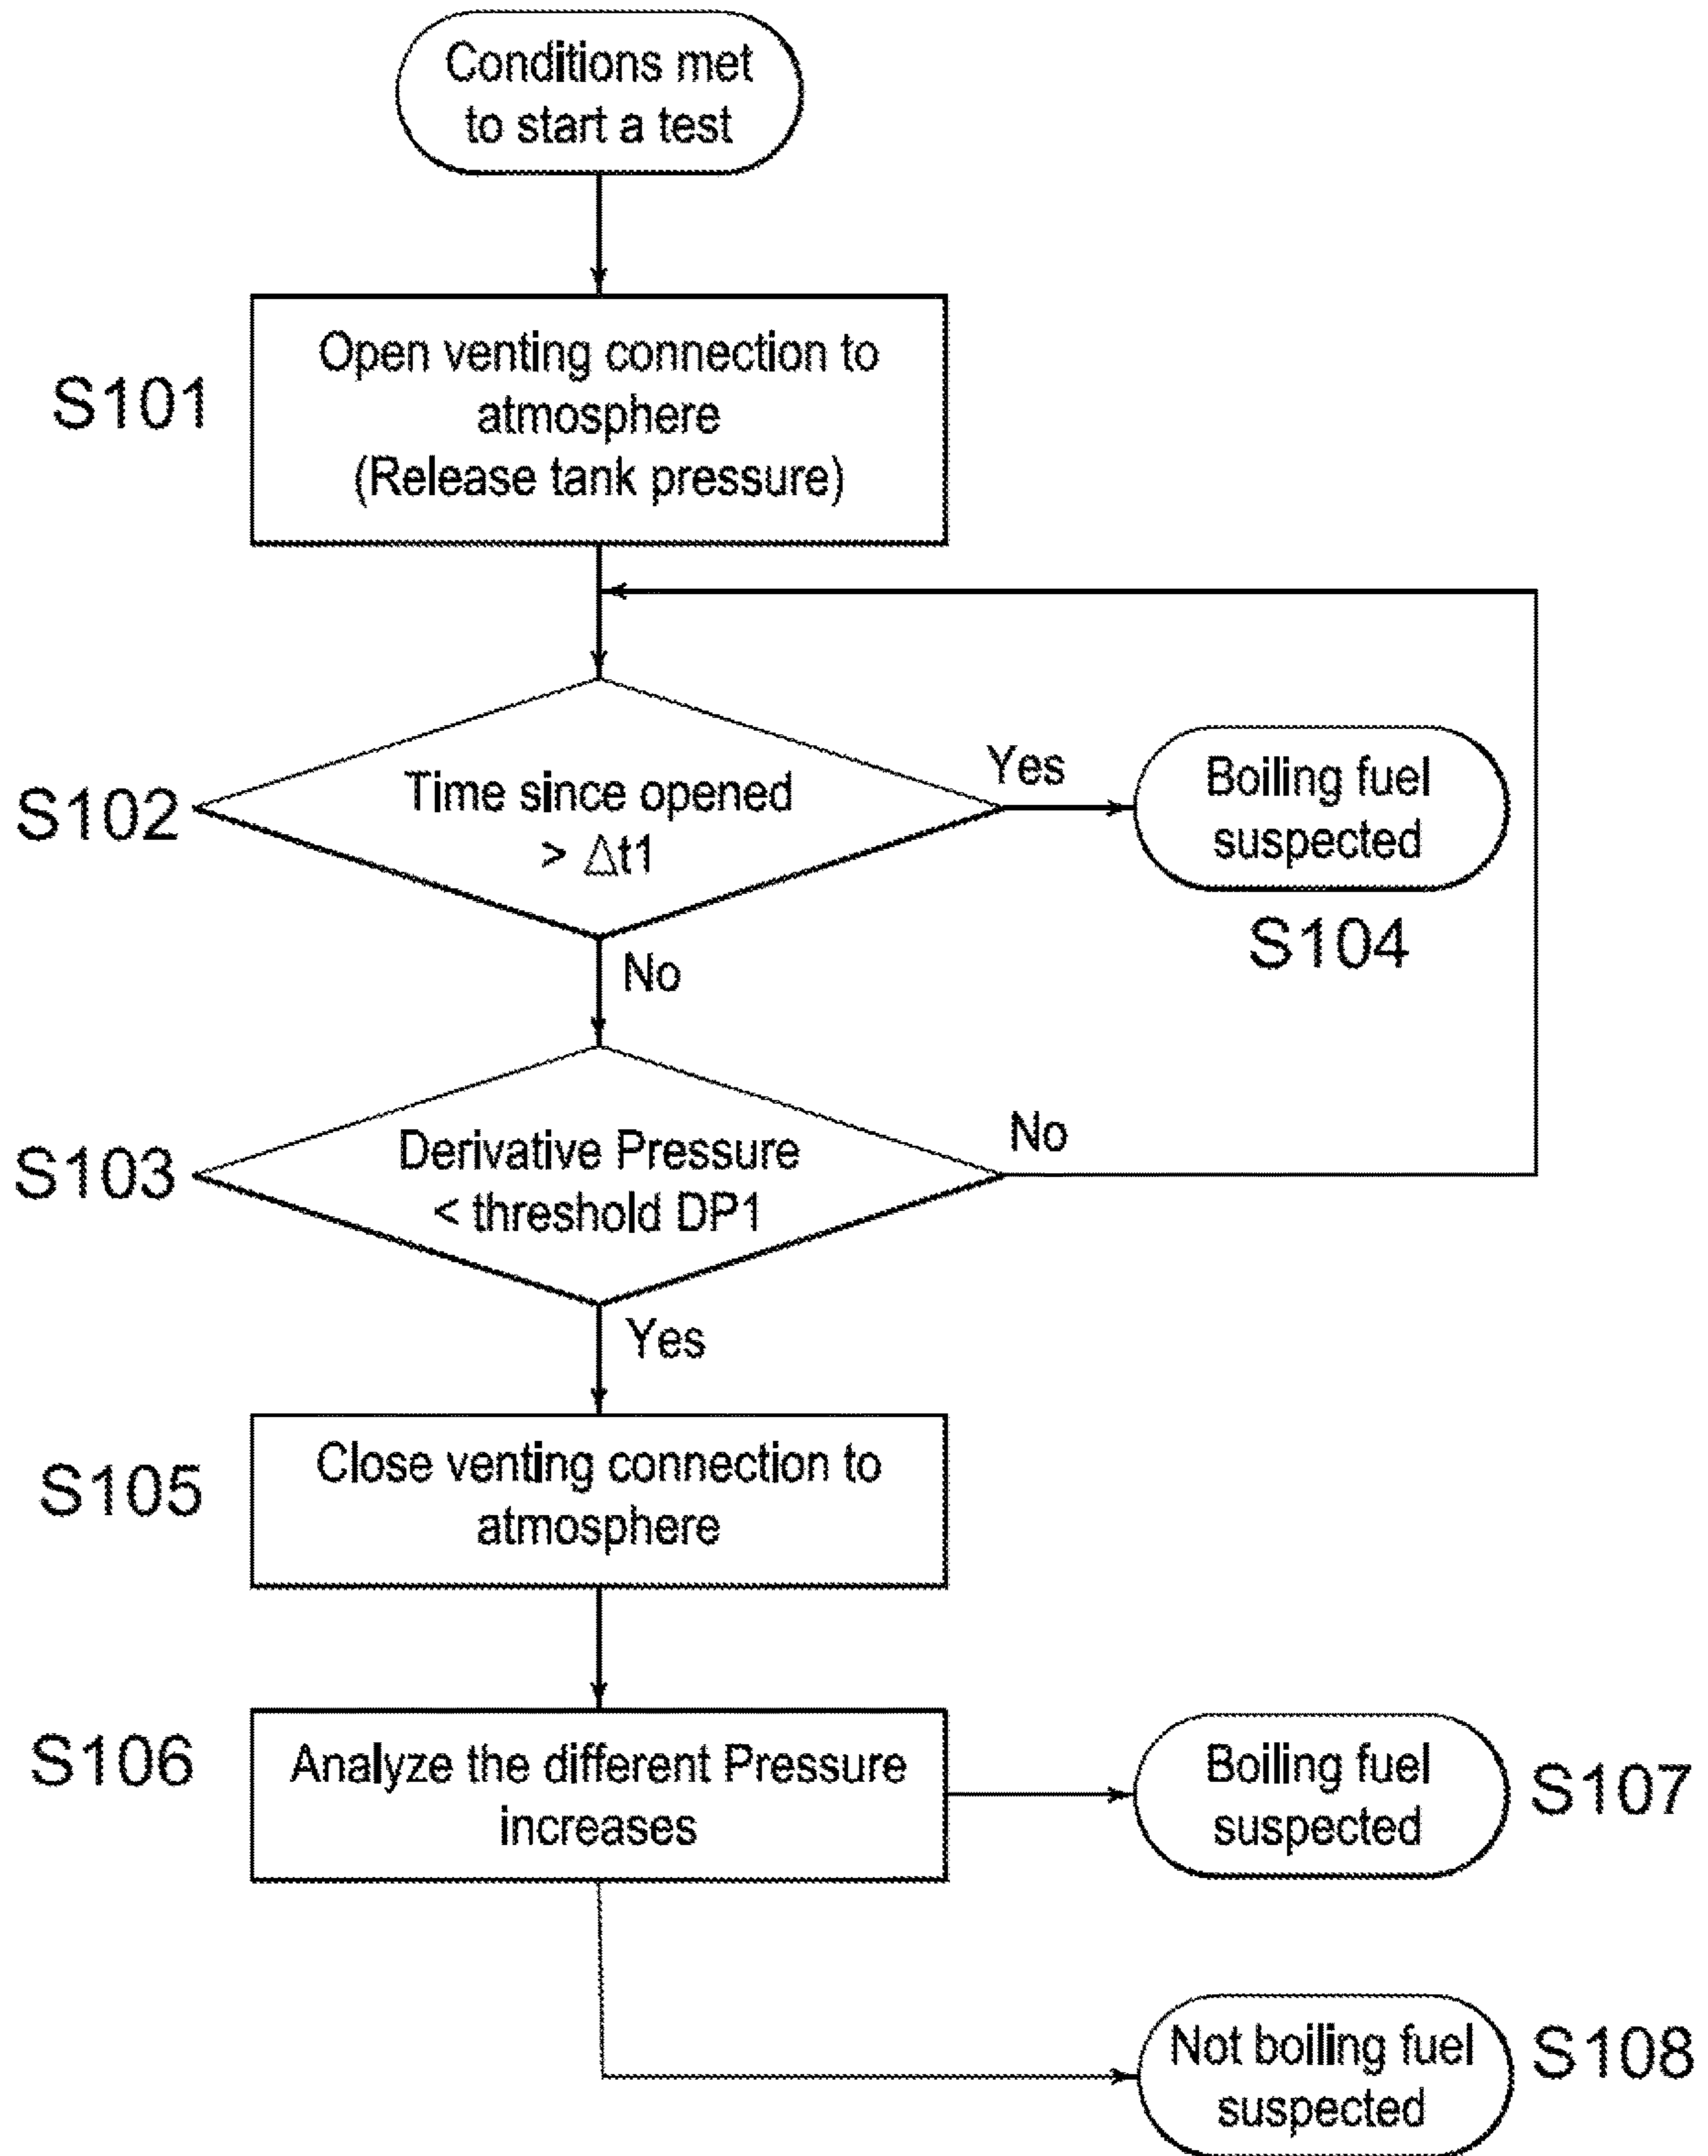 Conditions met
to start a test
S101
Open venting connection to
atmosphere
(Release tank pressure)
S102
Time since opened
> Δt1
Yes
Boiling fuel
suspected
S104
No
S103
Derivative Pressure
< threshold DP1
No
Yes
S105
Close venting connection to
atmosphere
S106
Analyze the different Pressure
increases
Boiling fuel
suspected
S107
Not boiling fuel
suspected
S108